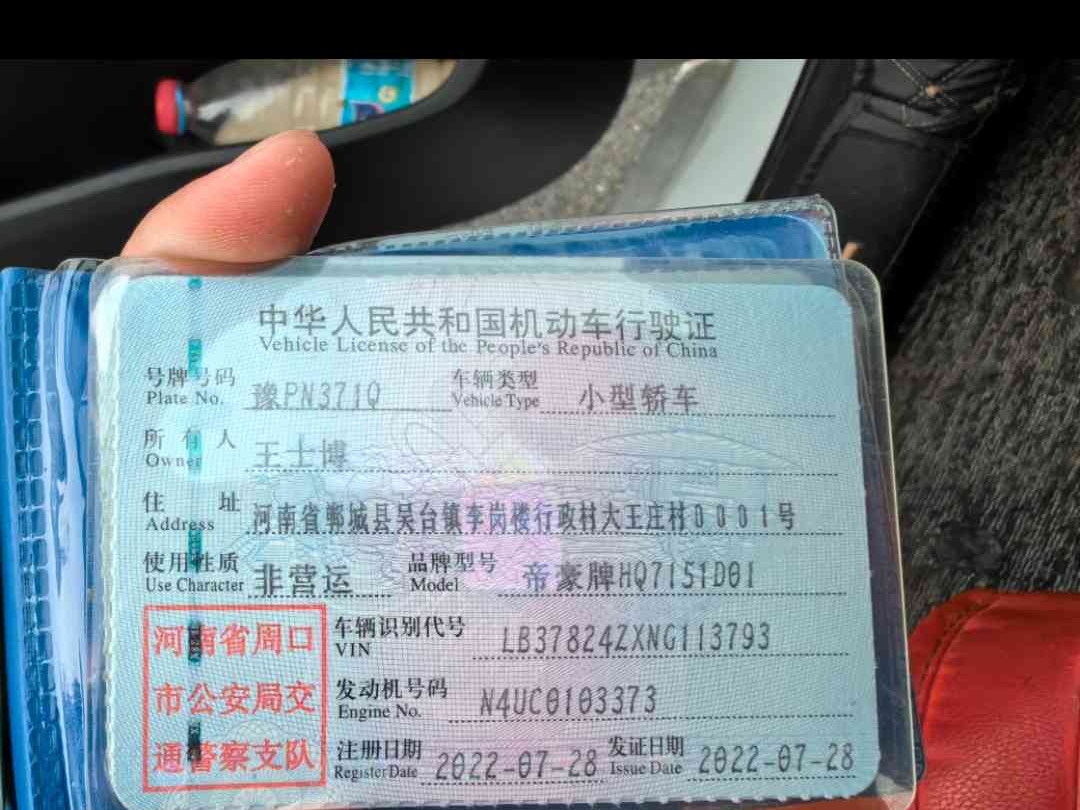 中华人民共和国机动车行驶证
Vehicle License of the People's Republic of China
号牌号码 豫PN371Q 车辆类型 小型轿车
Plate No. Vehicle Type
所有人 王士博
Owner
住址 河南省郸城县吴台镇李岗楼行政村大王庄村0001号
Address
使用性质 非营运 品牌型号 帝豪牌HQ7151D01
Use Character Model
河南省周口
市公安局交
通警察支队
车辆识别代号 LB37824ZXNG113793
VIN
发动机号码 N4UC0103373
Engine No.
注册日期 2022-07-28 发证日期 2022-07-28
Register Date Issue Date